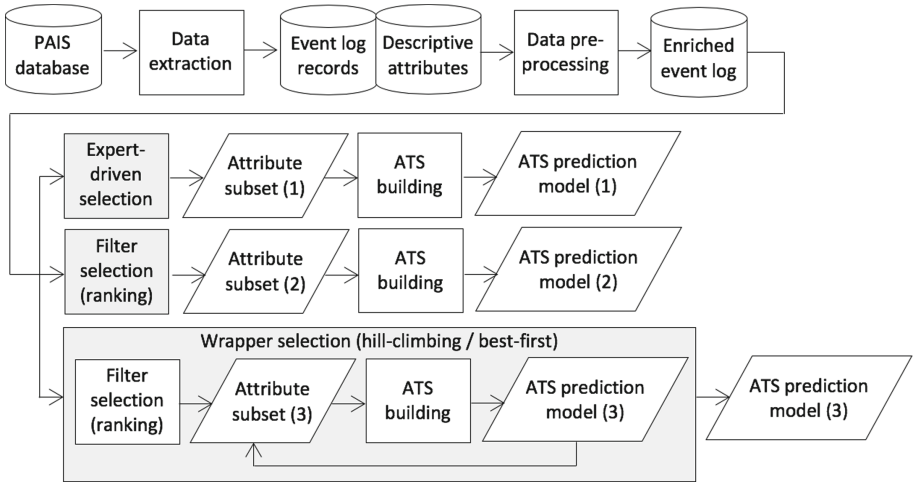 PAIS
database
Data
extraction
Event log
records
Descriptive
attributes
Data pre-
processing
Enriched
event log
Expert-
driven
selection
Attribute
subset (1)
ATS
building
ATS prediction
model (1)
Filter
selection
(ranking)
Attribute
subset (2)
ATS
building
ATS prediction
model (2)
Wrapper selection (hill-climbing / best-first)
Filter
selection
(ranking)
Attribute
subset (3)
ATS
building
ATS prediction
model (3)
ATS prediction
model (3)